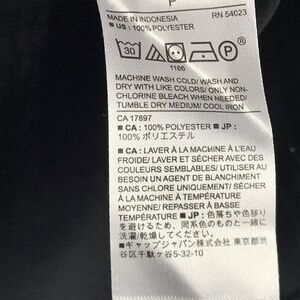 P
MADE IN INDONESIA RN 54023
■ US : 100% POLYESTER
30 P
1166
MACHINE WASH COLD/ WASH AND
DRY WITH LIKE COLORS/ ONLY NON-
CHLORINE BLEACH WHEN NEEDED/
TUMBLE DRY MEDIUM/ COOL IRON
CA 17897
■ CA : 100% POLYESTER ■ JP :
100% ポリエステル
■ CA : LAVER À LA MACHINE À L'EAU
FROIDE/ LAVER ET SÉCHER AVEC DES
COULEURS SEMBLABLES/ UTILISER AU
BESOIN UN AGENT DE BLANCHIMENT
SANS CHLORE UNIQUEMENT/ SÉCHER
À LA MACHINE À TEMPÉRATURE
MOYENNE/ REPASSER À BASSE
TEMPÉRATURE ■ JP : 色落ちや色移り
を避けるため、同系色のものと一緒に
洗濯/乾燥してください。
■ ギャップジャパン株式会社 東京都渋
谷区千駄ヶ谷5-32-10